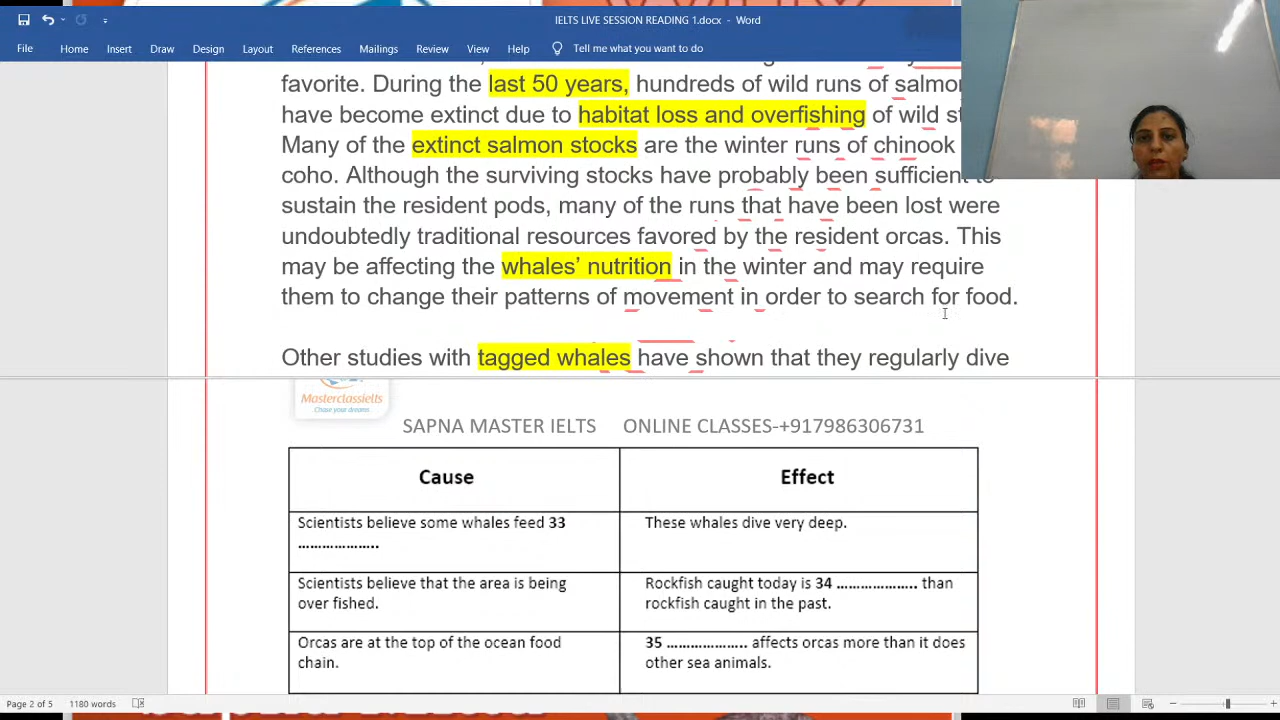 IELTS LIVE SESSION READING 1.docx - Word
File Home Insert Draw Design Layout References Mailings Review View Help Tell me what you want to do
favorite. During the last 50 years, hundreds of wild runs of salmon
have become extinct due to habitat loss and overfishing of wild
Many of the extinct salmon stocks are the winter runs of chinook
coho. Although the surviving stocks have probably been sufficient to
sustain the resident pods, many of the runs that have been lost were
undoubtedly traditional resources favored by the resident orcas. This
may be affecting the whales’ nutrition in the winter and may require
them to change their patterns of movement in order to search for food.
Other studies with tagged whales have shown that they regularly dive
Masterclassielts
Chase your dreams
SAPNA MASTER IELTS ONLINE CLASSES-+917986306731
Cause Effect
Scientists believe some whales feed 33 These whales dive very deep.
………………..
Scientists believe that the area is being Rockfish caught today is 34 ……………….. than
over fished. rockfish caught in the past.
Orcas are at the top of the ocean food 35 ……………….. affects orcas more than it does
chain. other sea animals.
Page 2 of 5 1180 words